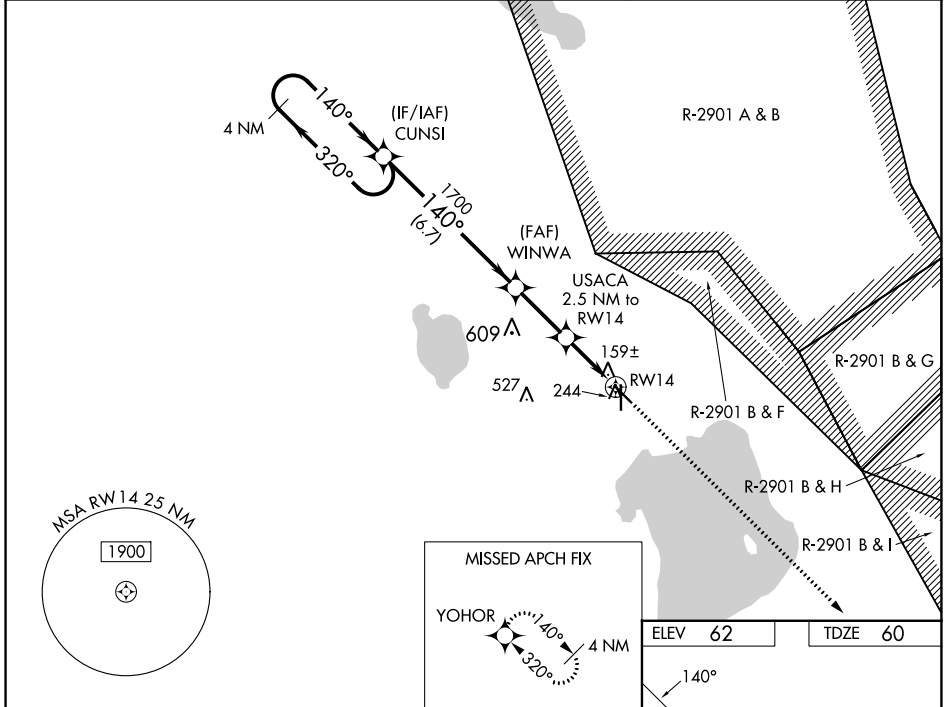 R-2901 A & B
140°
(IF/IAF)
CUNSI
4 NM
320°
1700
140°
(6.7)
(FAF)
WINWA
USACA
2.5 NM to
RW14
609
159±
R-2901 B & G
527
244
RW14
R-2901 B & F
R-2901 B & H
MSA RW14 25 NM
1900
R-2901 B & I
MISSED APCH FIX
YOHOR
140°
4 NM
320°
ELEV 62
TDZE 60
140°